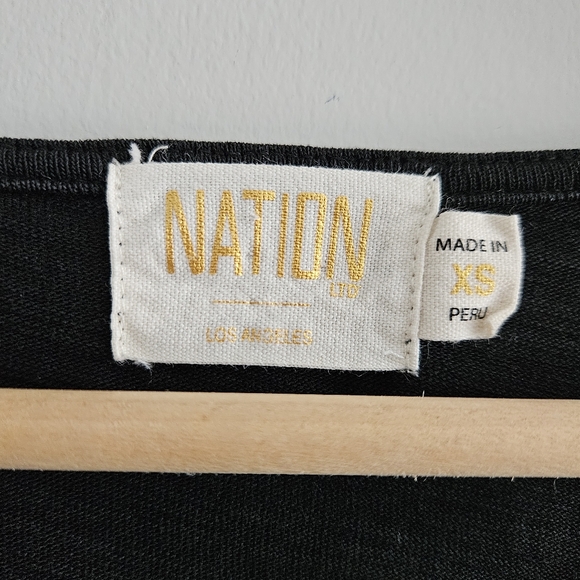 NATION
LTD
LOS ANGELES
MADE IN
XS
PERU